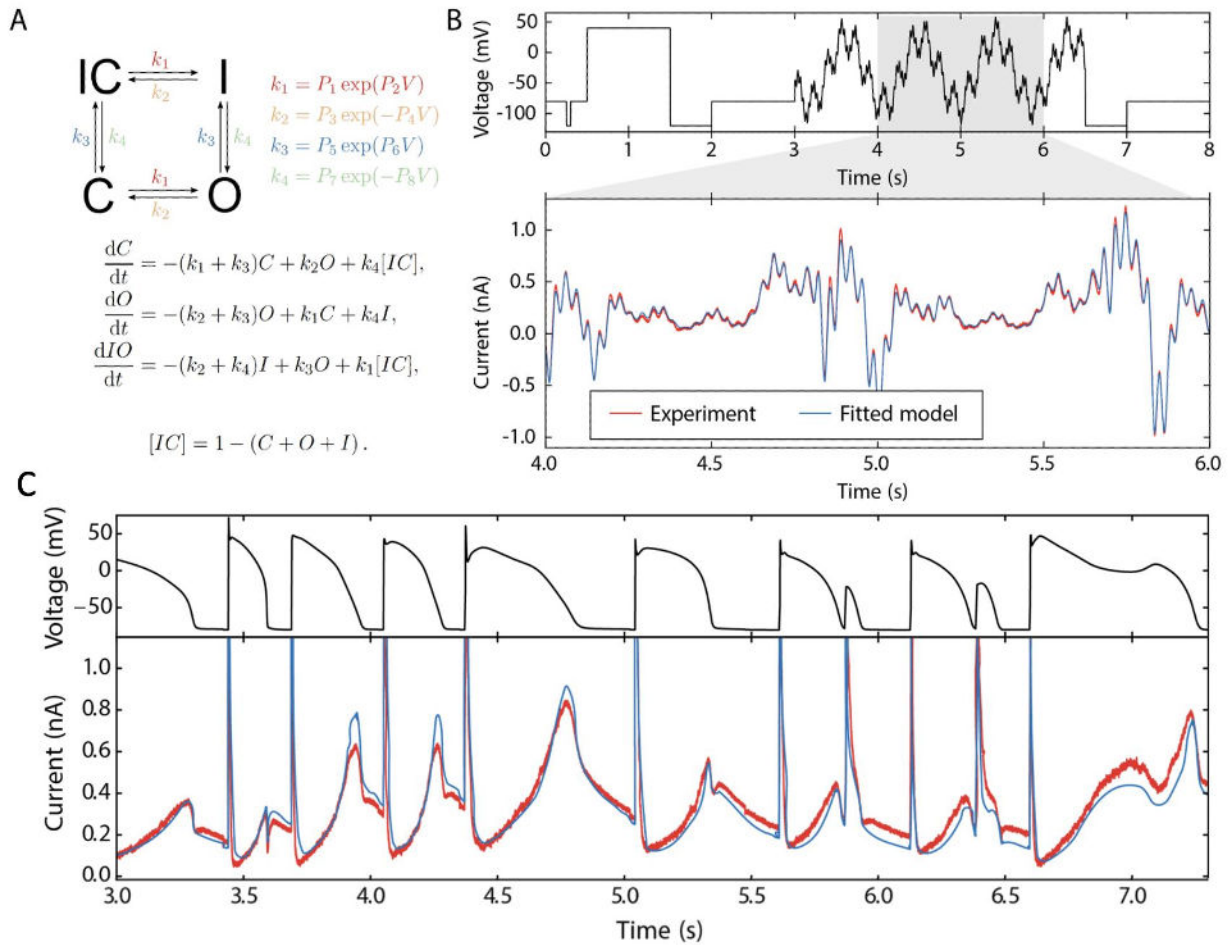 A
IC
k1
k2
I
k3
k4
k3
k4
C
k1
k2
O
k1 = P1 exp(P2V)
k2 = P3 exp(−P4V)
k3 = P5 exp(P6V)
k4 = P7 exp(−P8V)
dC/dt = −(k1 + k3)C + k2O + k4[IC],
dO/dt = −(k2 + k3)O + k1C + k4I,
dIO/dt = −(k2 + k4)I + k3O + k1[IC],
[IC] = 1 − (C + O + I) .
B
Voltage (mV)
50
0
-50
-100
0 1 2 3 4 5 6 7 8
Time (s)
Current (nA)
1.0
0.5
0.0
-0.5
-1.0
Experiment Fitted model
4.0 4.5 5.0 5.5 6.0
Time (s)
C
Voltage (mV)
50
0
−50
Current (nA)
1.0
0.8
0.6
0.4
0.2
0.0
3.0 3.5 4.0 4.5 5.0 5.5 6.0 6.5 7.0
Time (s)